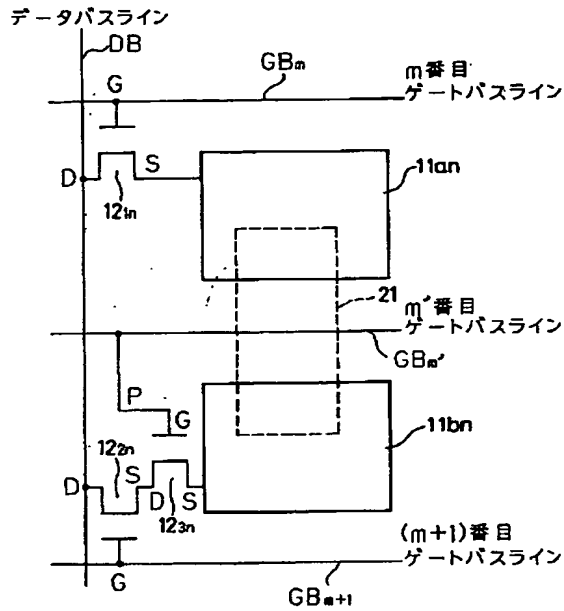 データバスライン
DB
GBm
m番目
ゲートバスライン
G
D
S
12₁ₙ
11an
21
m'番目
ゲートバスライン
GBm'
P
G
12₂ₙ
11bn
D
S
D
S
12₃ₙ
(m+1)番目
ゲートバスライン
G
GBm+1